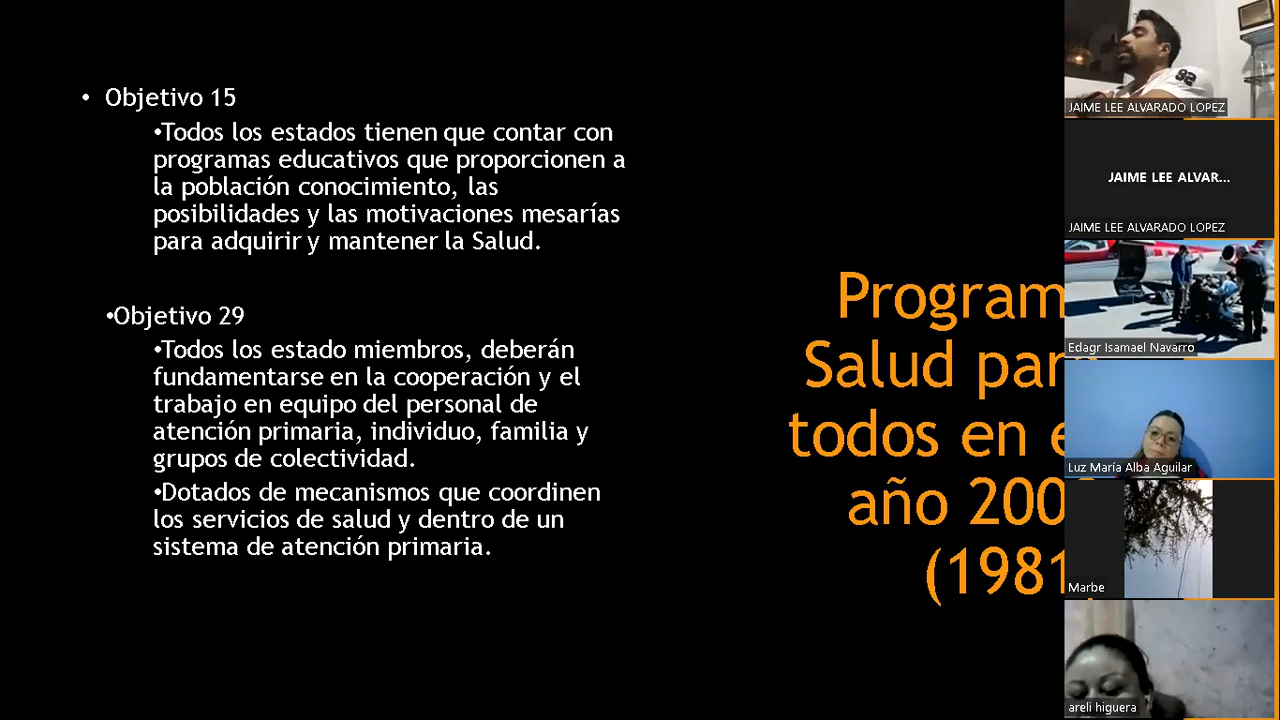 • Objetivo 15
•Todos los estados tienen que contar con
programas educativos que proporcionen a
la población conocimiento, las
posibilidades y las motivaciones mesarías
para adquirir y mantener la Salud.
•Objetivo 29
•Todos los estado miembros, deberán
fundamentarse en la cooperación y el
trabajo en equipo del personal de
atención primaria, individuo, familia y
grupos de colectividad.
•Dotados de mecanismos que coordinen
los servicios de salud y dentro de un
sistema de atención primaria.
Program
Salud par
todos en e
año 200
(1981
JAIME LEE ALVARADO LOPEZ
JAIME LEE ALVAR...
JAIME LEE ALVARADO LOPEZ
Edagr Isamael Navarro
Luz María Alba Aguilar
Marbe
areli higuera
92